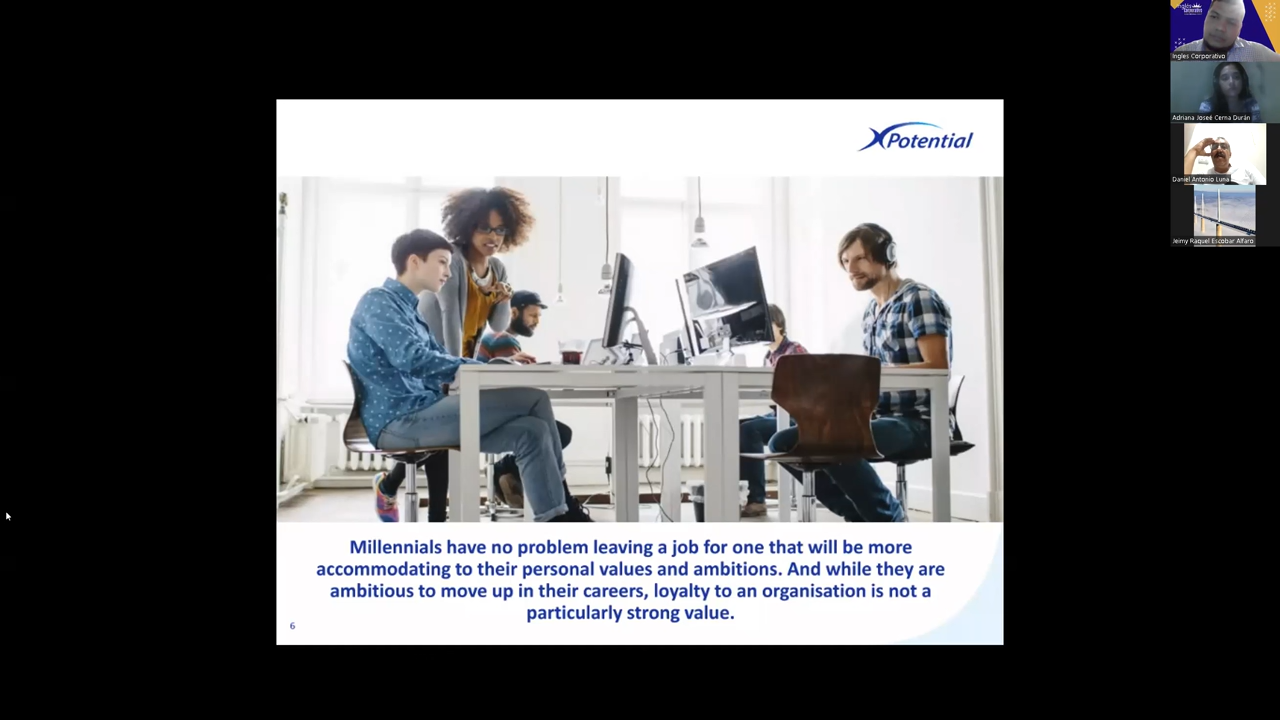 XPotential
Millennials have no problem leaving a job for one that will be more
accommodating to their personal values and ambitions. And while they are
ambitious to move up in their careers, loyalty to an organisation is not a
particularly strong value.
6
Ingles Corporativo
Adriana Joseé Cerna Durán
Daniel Antonio Luna
Jeimy Raquel Escobar Alfaro